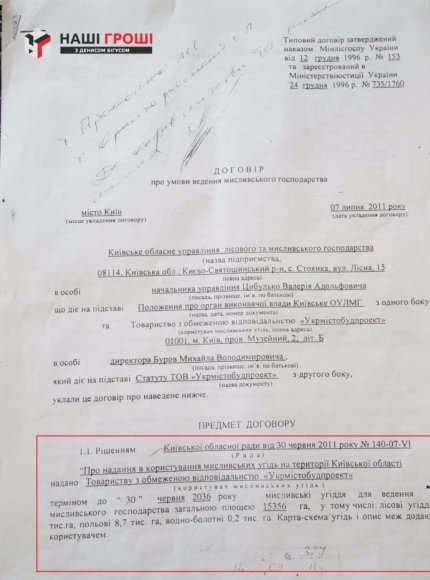 НАШІ ГРОШІ
З ДЕНИСОМ БІГУСОМ
Типовий договір затверджений
наказом Мінлісгоспу України
від 12 грудня 1996 р. № 153
та зареєстрований в
Міністерствіюстиції України
24 грудня 1996 р. № 735/1760
ДОГОВІР
про умови ведення мисливського господарства
місто Київ
(місце укладення договору)
07 липня 2011 року
(дата укладення договору)
Київське обласне управління лісового та мисливського господарства
(назва підприємства,
08114, Київська обл., Києво-Святошинський р-н, с. Стоянка, вул. Лісна, 15
повна адреса)
в особі начальника управління Цибулько Валерія Адольфовича
(посада, прізвище, ім'я, по батькові)
що діє на підставі Положення про орган виконавчої влади Київське ОУЛМГ з одного боку
(назва, дата, номер документа)
та Товариство з обмеженою відповідальністю «Укрмістобудпроект»
(користувач мисливських угідь, повна адреса)
01001, м. Київ, пров. Музейний, 2, літ. Б
в особі директора Буров Михайла Володимировича,
(посада, прізвище, ім'я, по батькові)
який діє на підставі Статуту ТОВ «Укрмістобудпроект» з другого боку,
(назва документу)
уклали це договір про наведене нижче.
ПРЕДМЕТ ДОГОВОРУ
1.1. Рішенням Київської обласної ради від 30 червня 2011 року № 140-07-VI
(Рада)
"Про надання в користування мисливських угідь на території Київської області
надано Товариству з обмеженою відповідальністю «Укрмістобудпроект»
(користувач мисливських угідь)
терміном до "30" червня 2036 року мисливські угіддя для ведення
мисливського господарства загальною площею 15356 га, у тому числі: лісові угіддя
тис.га, польові 8,7 тис. га, водно-болотні 0,2 тис. га. Карта-схема угідь і опис меж додаю
користувачем.